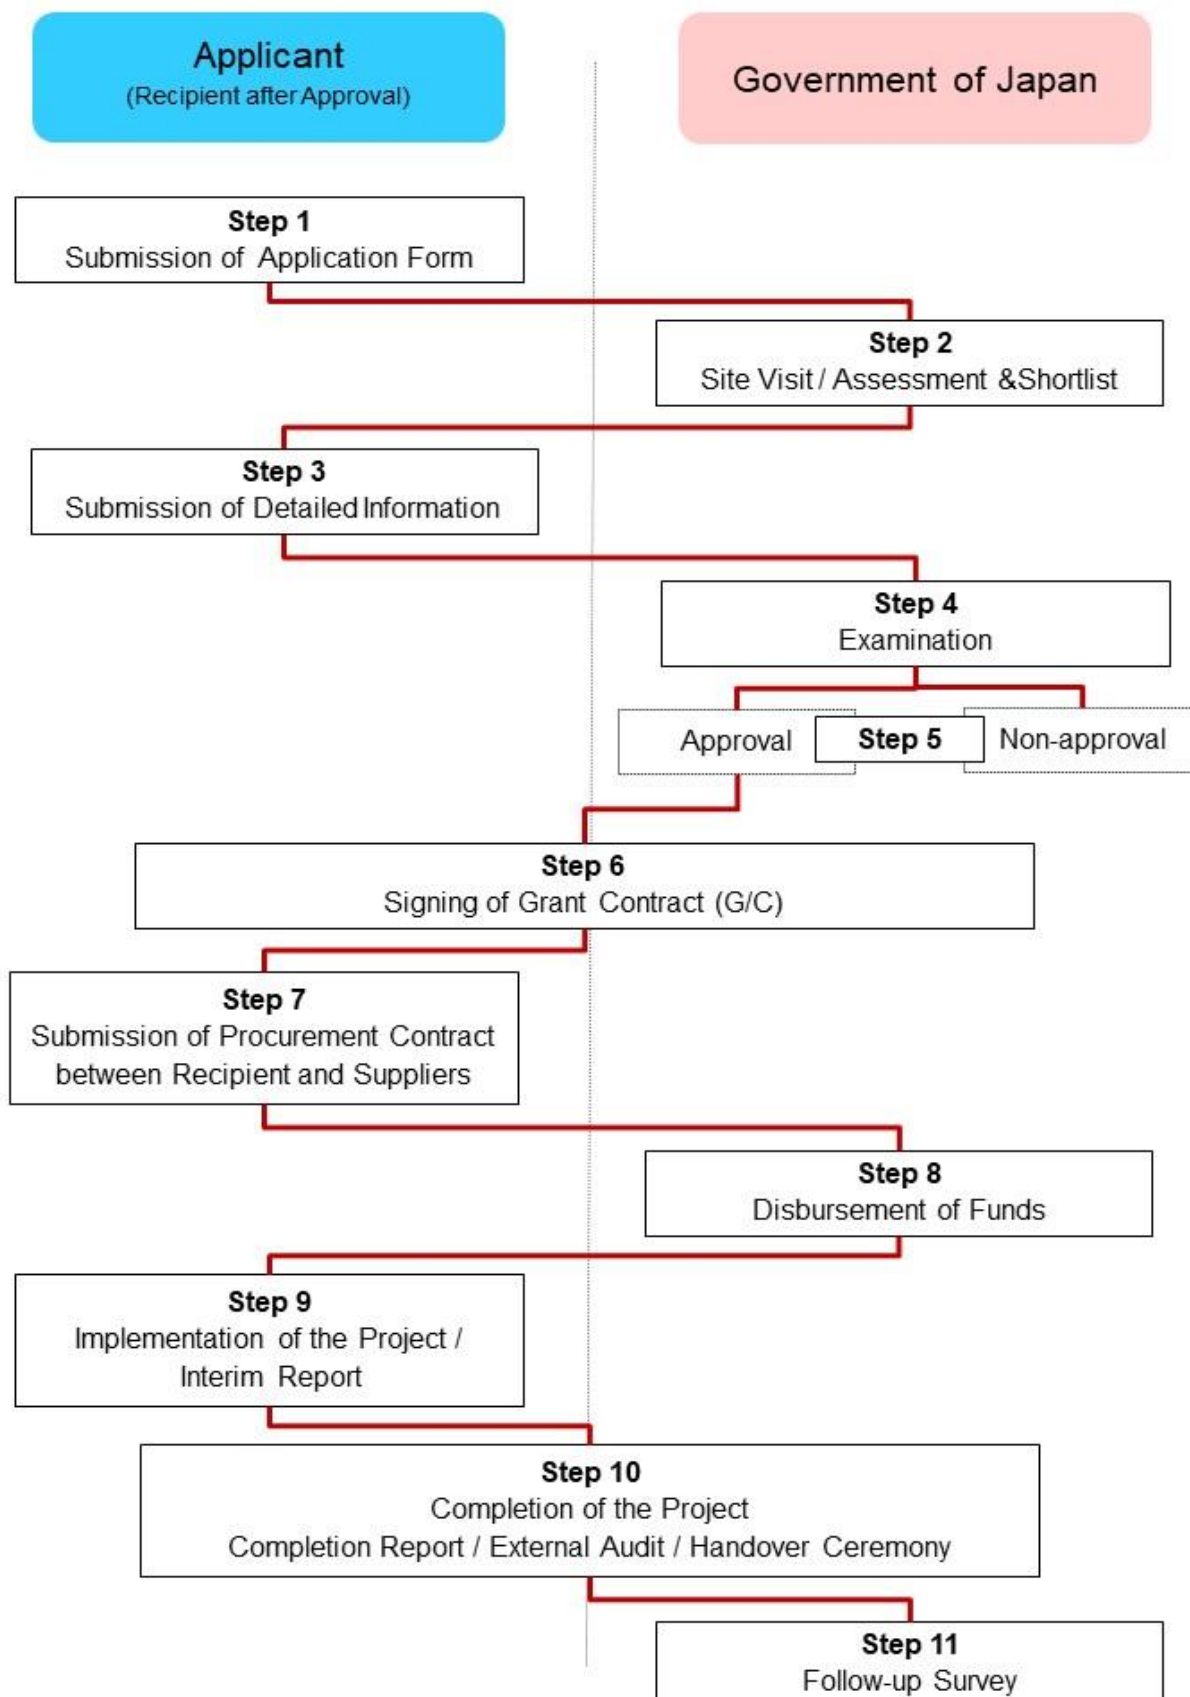 Applicant
(Recipient after Approval)
Government of Japan
Step 1
Submission of Application Form
Step 2
Site Visit / Assessment &Shortlist
Step 3
Submission of Detailed Information
Step 4
Examination
Approval
Step 5
Non-approval
Step 6
Signing of Grant Contract (G/C)
Step 7
Submission of Procurement Contract
between Recipient and Suppliers
Step 8
Disbursement of Funds
Step 9
Implementation of the Project /
Interim Report
Step 10
Completion of the Project
Completion Report / External Audit / Handover Ceremony
Step 11
Follow-up Survey